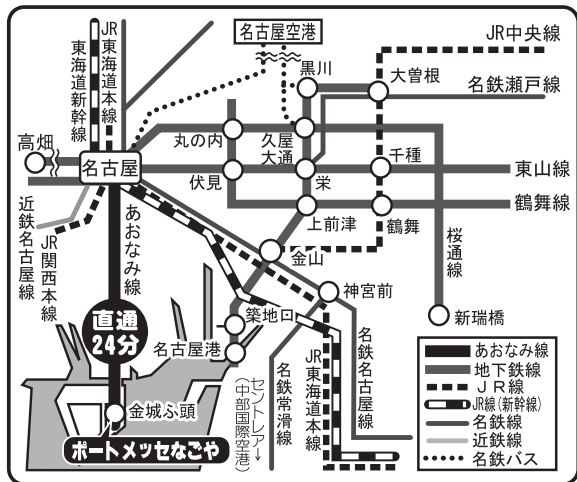 名古屋空港
JR中央線
黒川
大曽根
名鉄瀬戸線
JR東海道本線
東海道新幹線
丸の内
久屋大通
高畑
名古屋
千種
東山線
伏見
栄
鶴舞線
上前津
鶴舞
近鉄名古屋線
JR関西本線
あおなみ線
桜通線
金山
神宮前
直通
24分
築地口
新瑞橋
名古屋港
セントレア→
(中部国際空港)
名鉄常滑線
JR東海道本線
名鉄名古屋線
金城ふ頭
ポートメッセなごや
あおなみ線
地下鉄線
JR線
JR線(新幹線)
名鉄線
近鉄線
名鉄バス